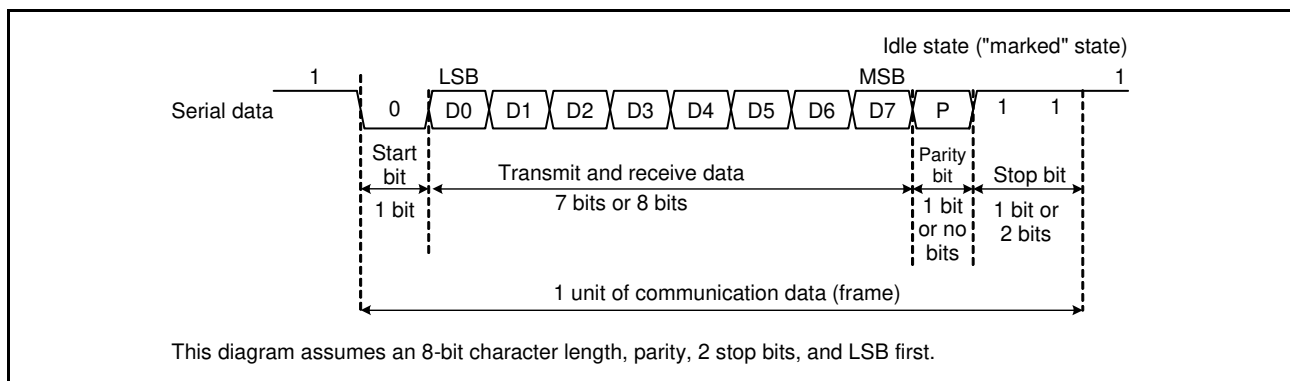 Idle state ("marked" state)
1 LSB MSB 1
Serial data 0 D0 D1 D2 D3 D4 D5 D6 D7 P 1 1
Start bit
Transmit and receive data
Parity bit
Stop bit
1 bit
7 bits or 8 bits
1 bit or no bits
1 bit or 2 bits
1 unit of communication data (frame)
This diagram assumes an 8-bit character length, parity, 2 stop bits, and LSB first.